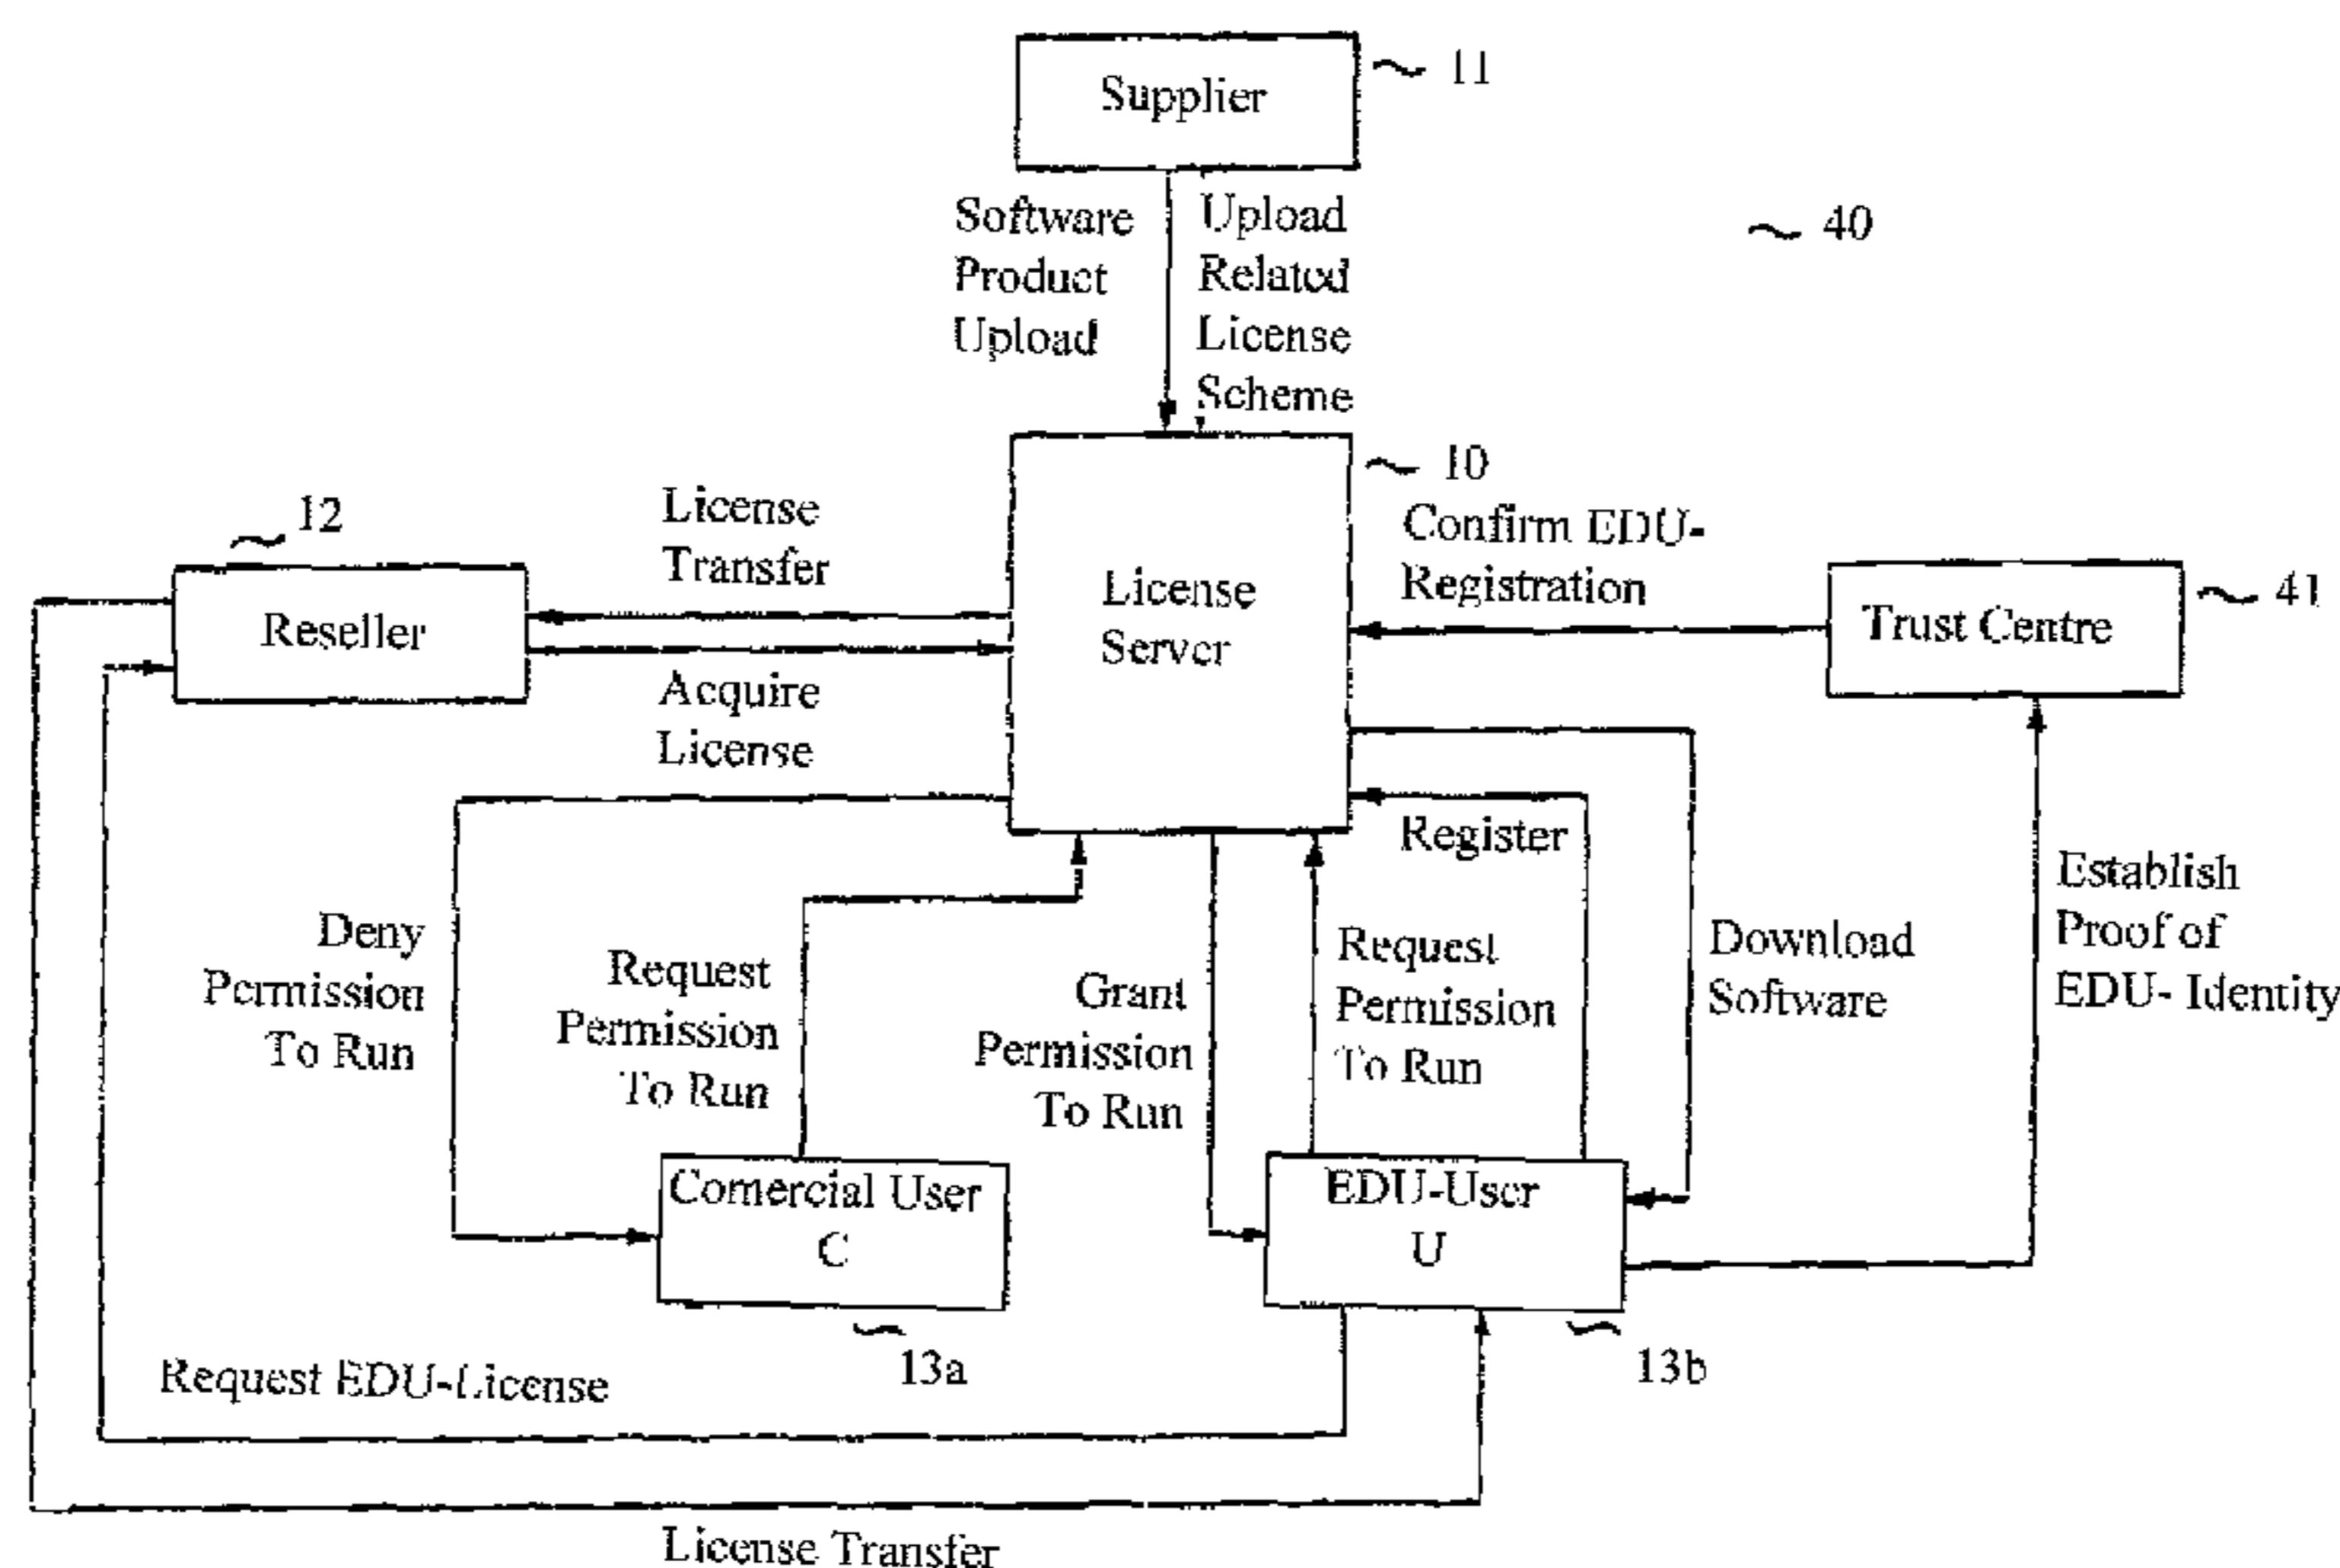 Supplier
11
Software
Product
Upload
Upload
Related
License
Scheme
40
10
12
License
Transfer
Confirm EDU-
Registration
License
Server
Reseller
Trust Centre
41
Acquire
License
Register
Deny
Permission
To Run
Request
Permission
To Run
Grant
Permission
To Run
Request
Permission
To Run
Download
Software
Establish
Proof of
EDU- Identity
Comercial User
C
EDU-User
U
13a
13b
Request EDU-License
License Transfer